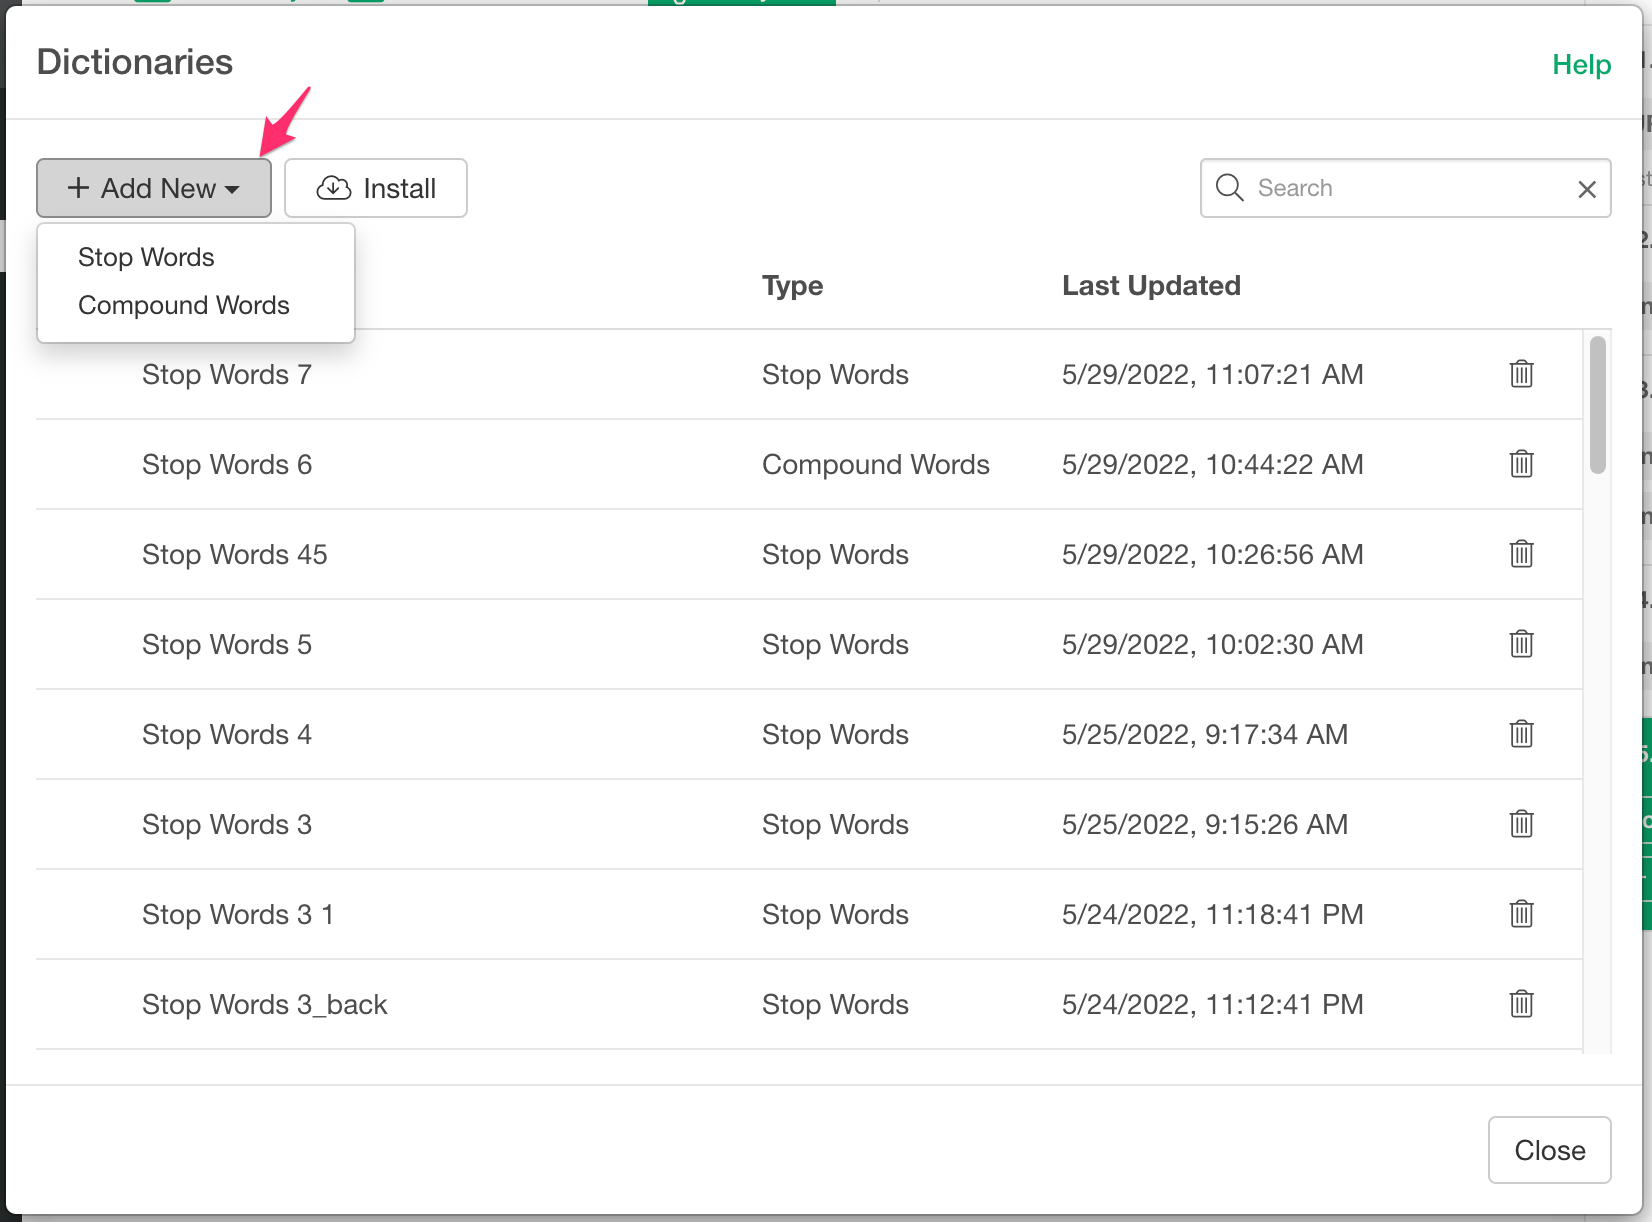 Dictionaries
Help
+ Add New
Install
Search
Stop Words
Compound Words
Type
Last Updated
Stop Words 7 Stop Words 5/29/2022, 11:07:21 AM
Stop Words 6 Compound Words 5/29/2022, 10:44:22 AM
Stop Words 45 Stop Words 5/29/2022, 10:26:56 AM
Stop Words 5 Stop Words 5/29/2022, 10:02:30 AM
Stop Words 4 Stop Words 5/25/2022, 9:17:34 AM
Stop Words 3 Stop Words 5/25/2022, 9:15:26 AM
Stop Words 3 1 Stop Words 5/24/2022, 11:18:41 PM
Stop Words 3_back Stop Words 5/24/2022, 11:12:41 PM
Close